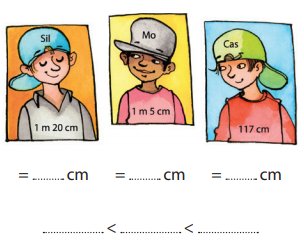 Sil
Mo
Cas
1 m 20 cm
1 m 5 cm
117 cm
= .......... cm = .......... cm = .......... cm
.................... < .................... < ....................